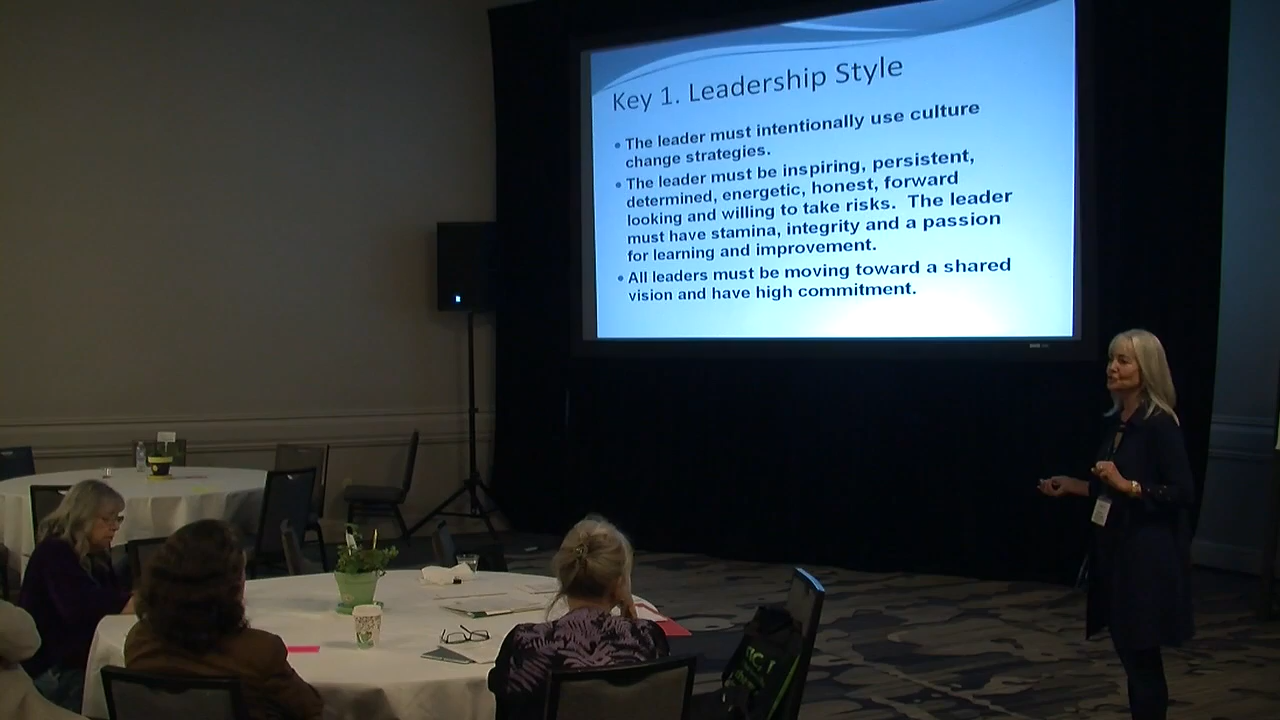 Key 1. Leadership Style
• The leader must intentionally use culture
change strategies.
• The leader must be inspiring, persistent,
determined, energetic, honest, forward
looking and willing to take risks. The leader
must have stamina, integrity and a passion
for learning and improvement.
• All leaders must be moving toward a shared
vision and have high commitment.